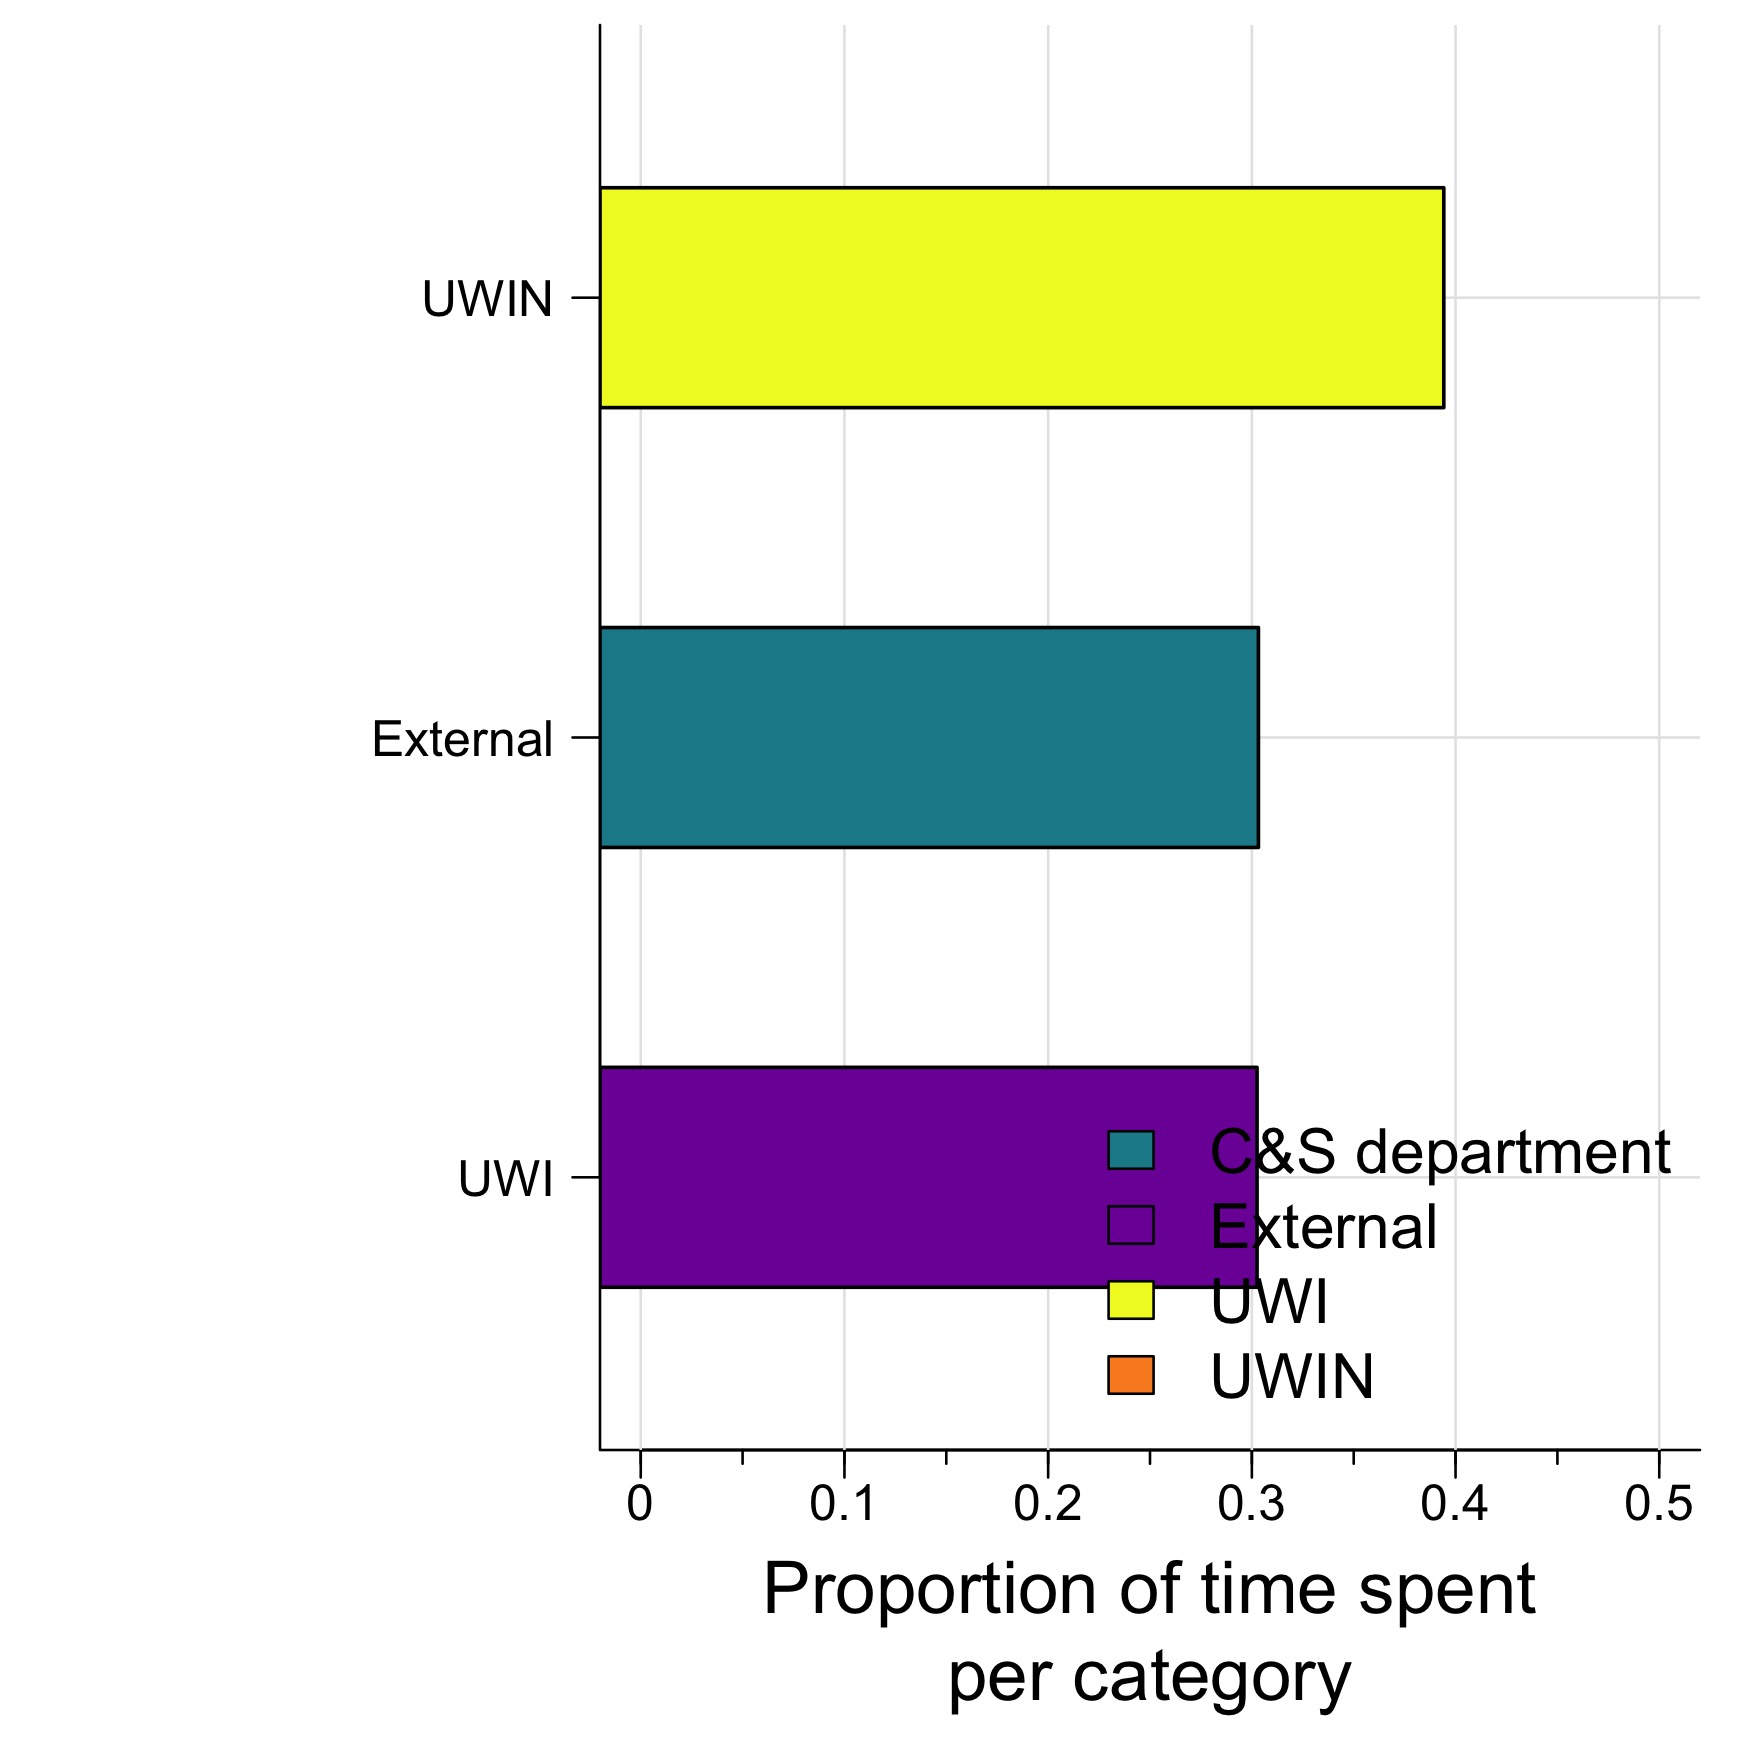 UWIN
External
UWI
C&S department
External
UWI
UWIN
0 0.1 0.2 0.3 0.4 0.5
Proportion of time spent
per category